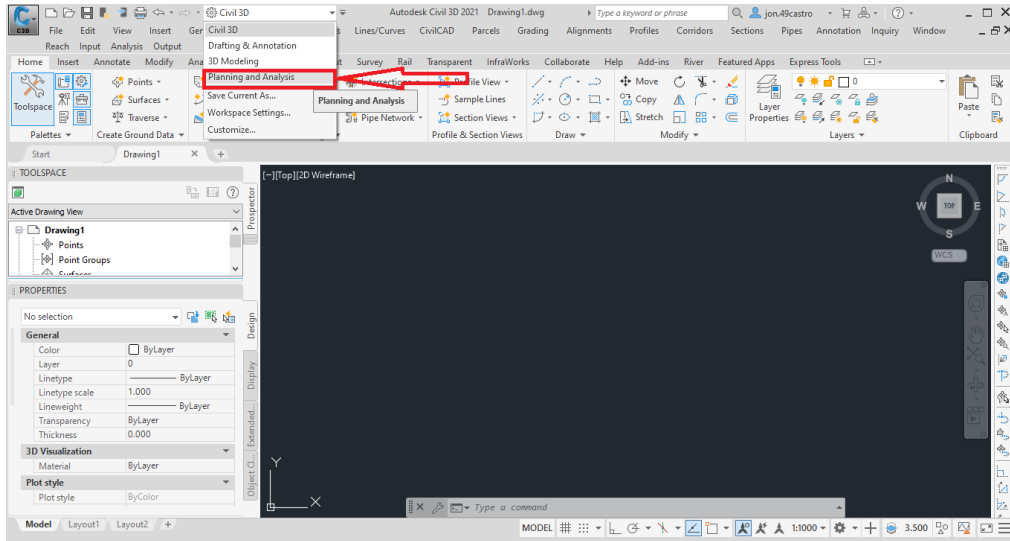 Civil 3D
Autodesk Civil 3D 2021 Drawing1.dwg
Type a keyword or phrase
jon.49castro
C3D
File Edit View Insert Ger
Civil 3D
Lines/Curves CivilCAD Parcels Grading Alignments Profiles Corridors Sections Pipes Annotation Inquiry Window
Reach Input Analysis Output
Drafting & Annotation
Home Insert Annotate Modify Ana
3D Modeling
Survey Rail Transparent InfraWorks Collaborate Help Add-ins River Featured Apps Express Tools
Planning and Analysis
Save Current As...
Workspace Settings...
Customize...
Planning and Analysis
Toolspace
Points
Surfaces
Traverse
Profile View
Sample Lines
Section Views
Pipe Network
Move
Copy
Stretch
Layer Properties
0
Paste
Palettes Create Ground Data Profile & Section Views Draw Modify Layers Clipboard
Start Drawing1
TOOLSPACE
Active Drawing View
Drawing1
Points
Point Groups
Surfaces
Prospector
[−][Top][2D Wireframe]
N
W TOP E
S
WCS
PROPERTIES
No selection
General
Color ByLayer
Layer 0
Linetype ByLayer
Linetype scale 1.000
Lineweight ByLayer
Transparency ByLayer
Thickness 0.000
3D Visualization
Material ByLayer
Plot style
Plot style ByColor
Design
Display
Extended...
Object Cl...
Y
X
Type a command
Model Layout1 Layout2 +
MODEL 1:1000 3.500